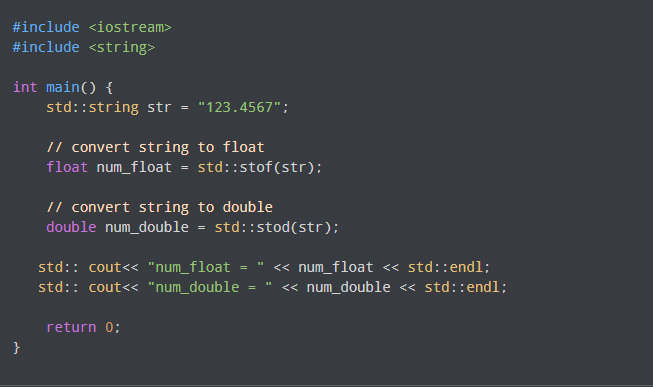 #include <iostream>
#include <string>
int main() {
std::string str = "123.4567";
// convert string to float
float num_float = std::stof(str);
// convert string to double
double num_double = std::stod(str);
std:: cout<< "num_float = " << num_float << std::endl;
std:: cout<< "num_double = " << num_double << std::endl;
return 0;
}